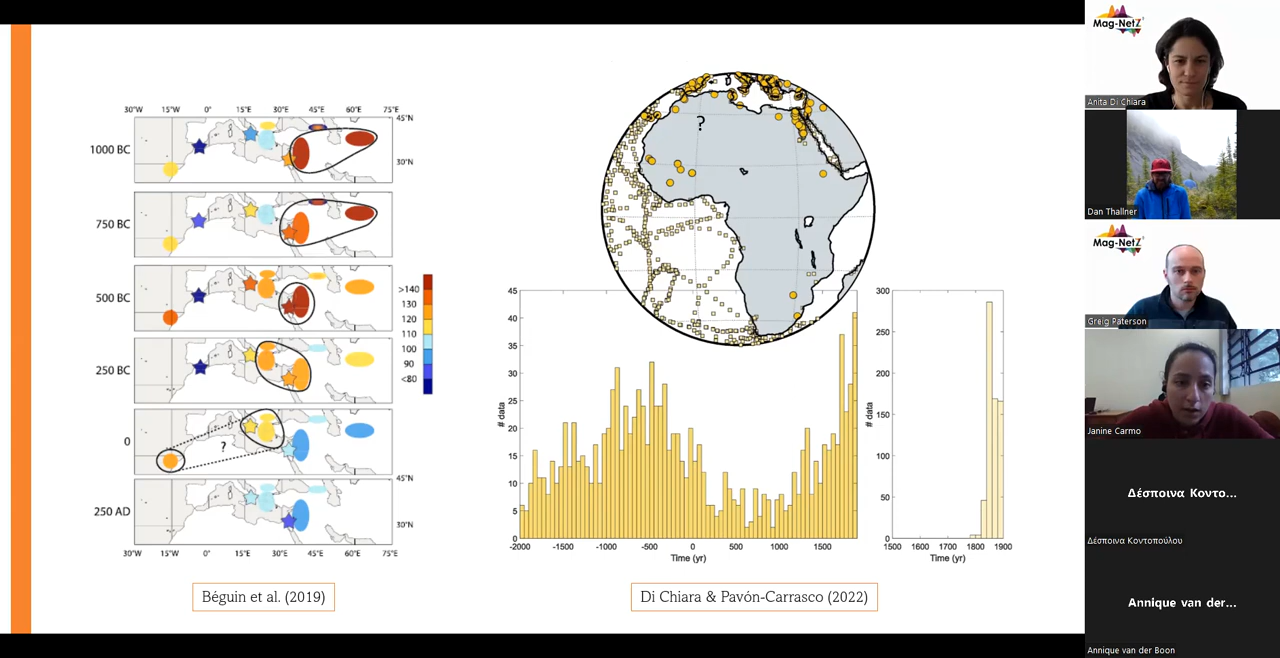 30°W 15°W 0° 15°E 30°E 45°E 60°E 75°E
45°N
1000 BC
30°N
750 BC
500 BC
250 BC
0
?
250 AD
45°N
30°N
30°W 15°W 0° 15°E 30°E 45°E 60°E 75°E
>140
130
120
110
100
90
<80
Béguin et al. (2019)
?
45
40
35
30
25
20
15
10
5
0
# data
-2000 -1500 -1000 -500 0 500 1000 1500
Time (yr)
300
250
200
150
100
50
0
# data
1500 1600 1700 1800 1900
Time (yr)
Di Chiara & Pavón-Carrasco (2022)
Mag-NetZ
Anita Di Chiara
Dan Thallner
Mag-NetZ
Greig Paterson
Janine Carmo
Δέσποινα Κοντο...
Δέσποινα Κοντοπούλου
Annique van der...
Annique van der Boon